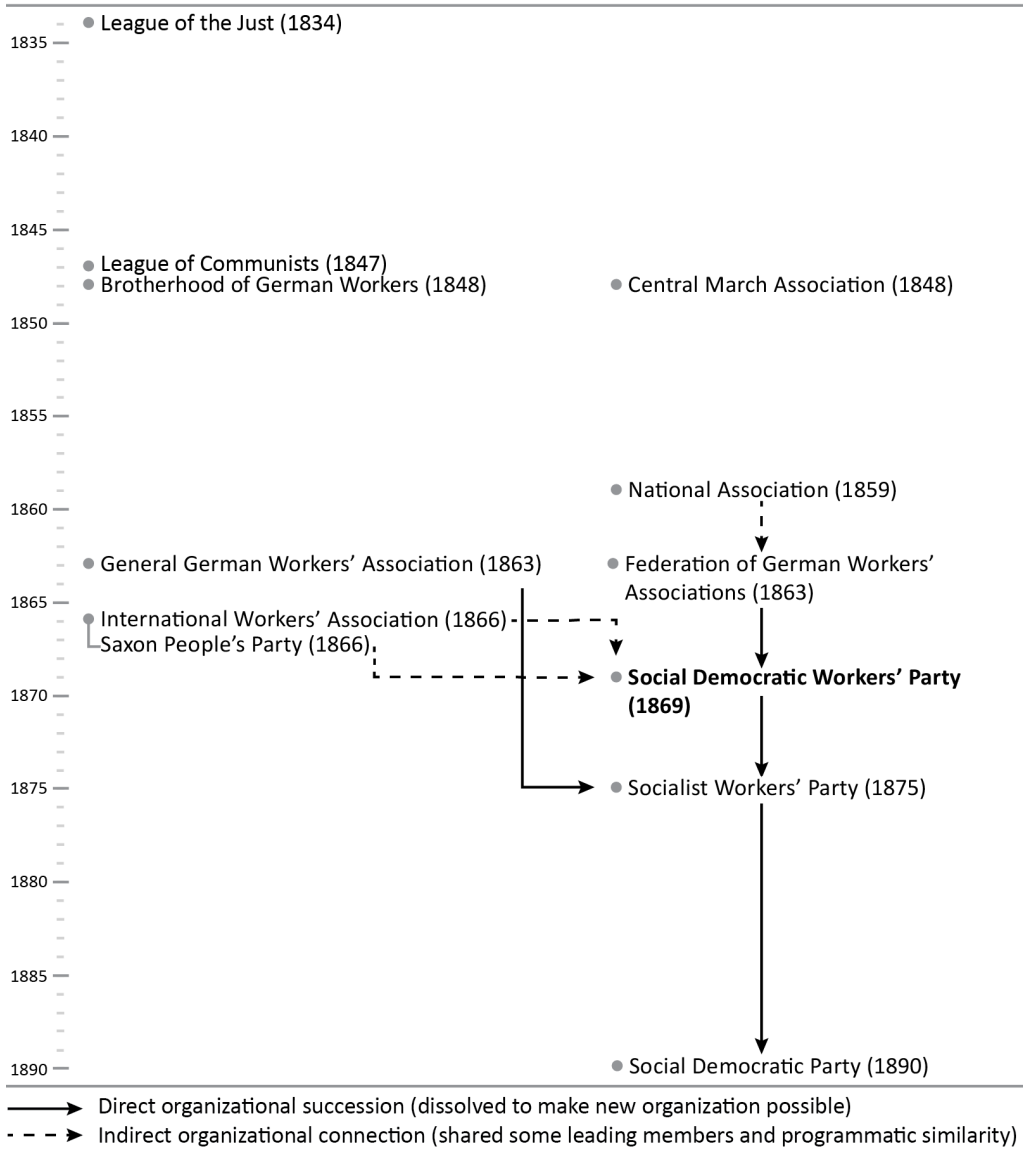 League of the Just (1834)
1835
1840
1845
League of Communists (1847)
Brotherhood of German Workers (1848)
Central March Association (1848)
1850
1855
National Association (1859)
1860
General German Workers’ Association (1863)
Federation of German Workers’
Associations (1863)
1865
International Workers’ Association (1866)
Saxon People’s Party (1866)
Social Democratic Workers’ Party
(1869)
1870
1875
Socialist Workers’ Party (1875)
1880
1885
1890
Social Democratic Party (1890)
Direct organizational succession (dissolved to make new organization possible)
Indirect organizational connection (shared some leading members and programmatic similarity)